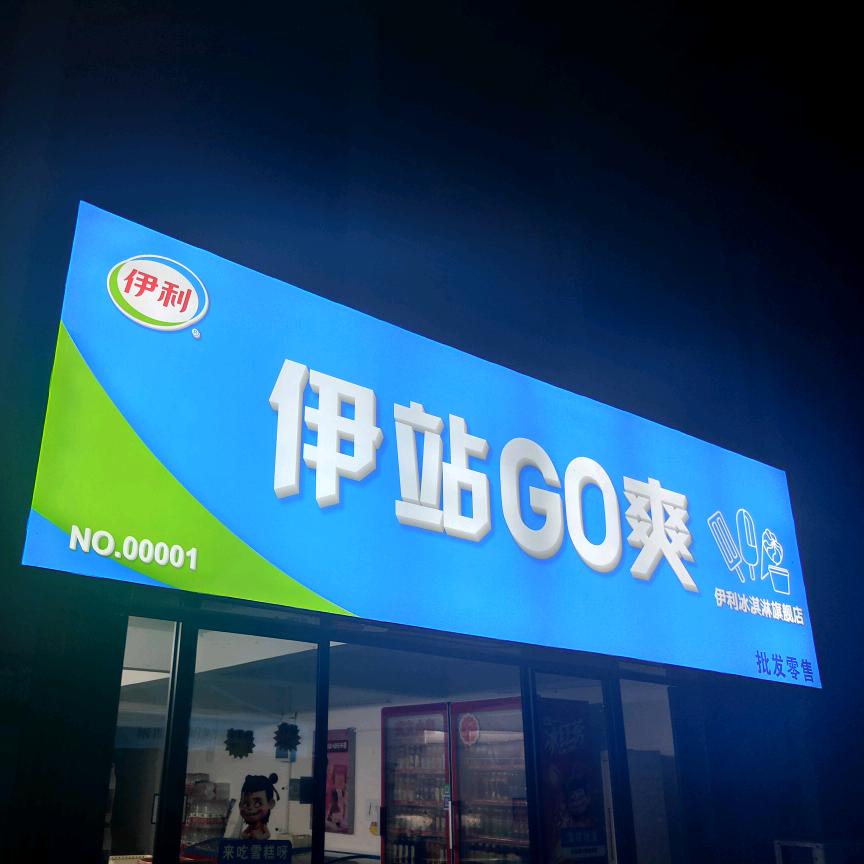 伊利
®
伊站GO爽
NO.00001
伊利冰淇淋旗舰店
批发零售
来吃雪糕呀